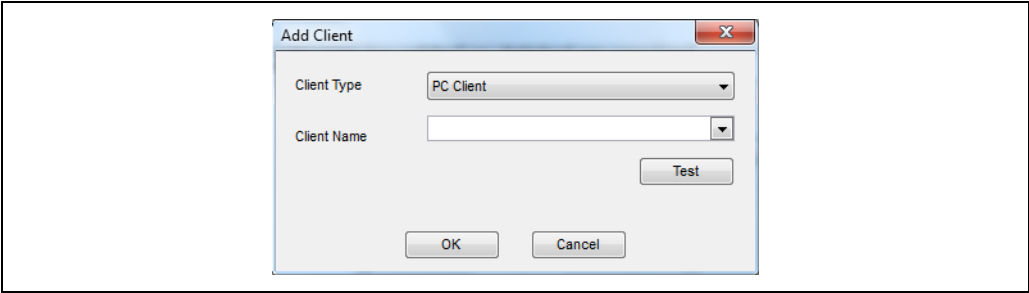 Add Client
Client Type PC Client
Client Name
Test
OK Cancel